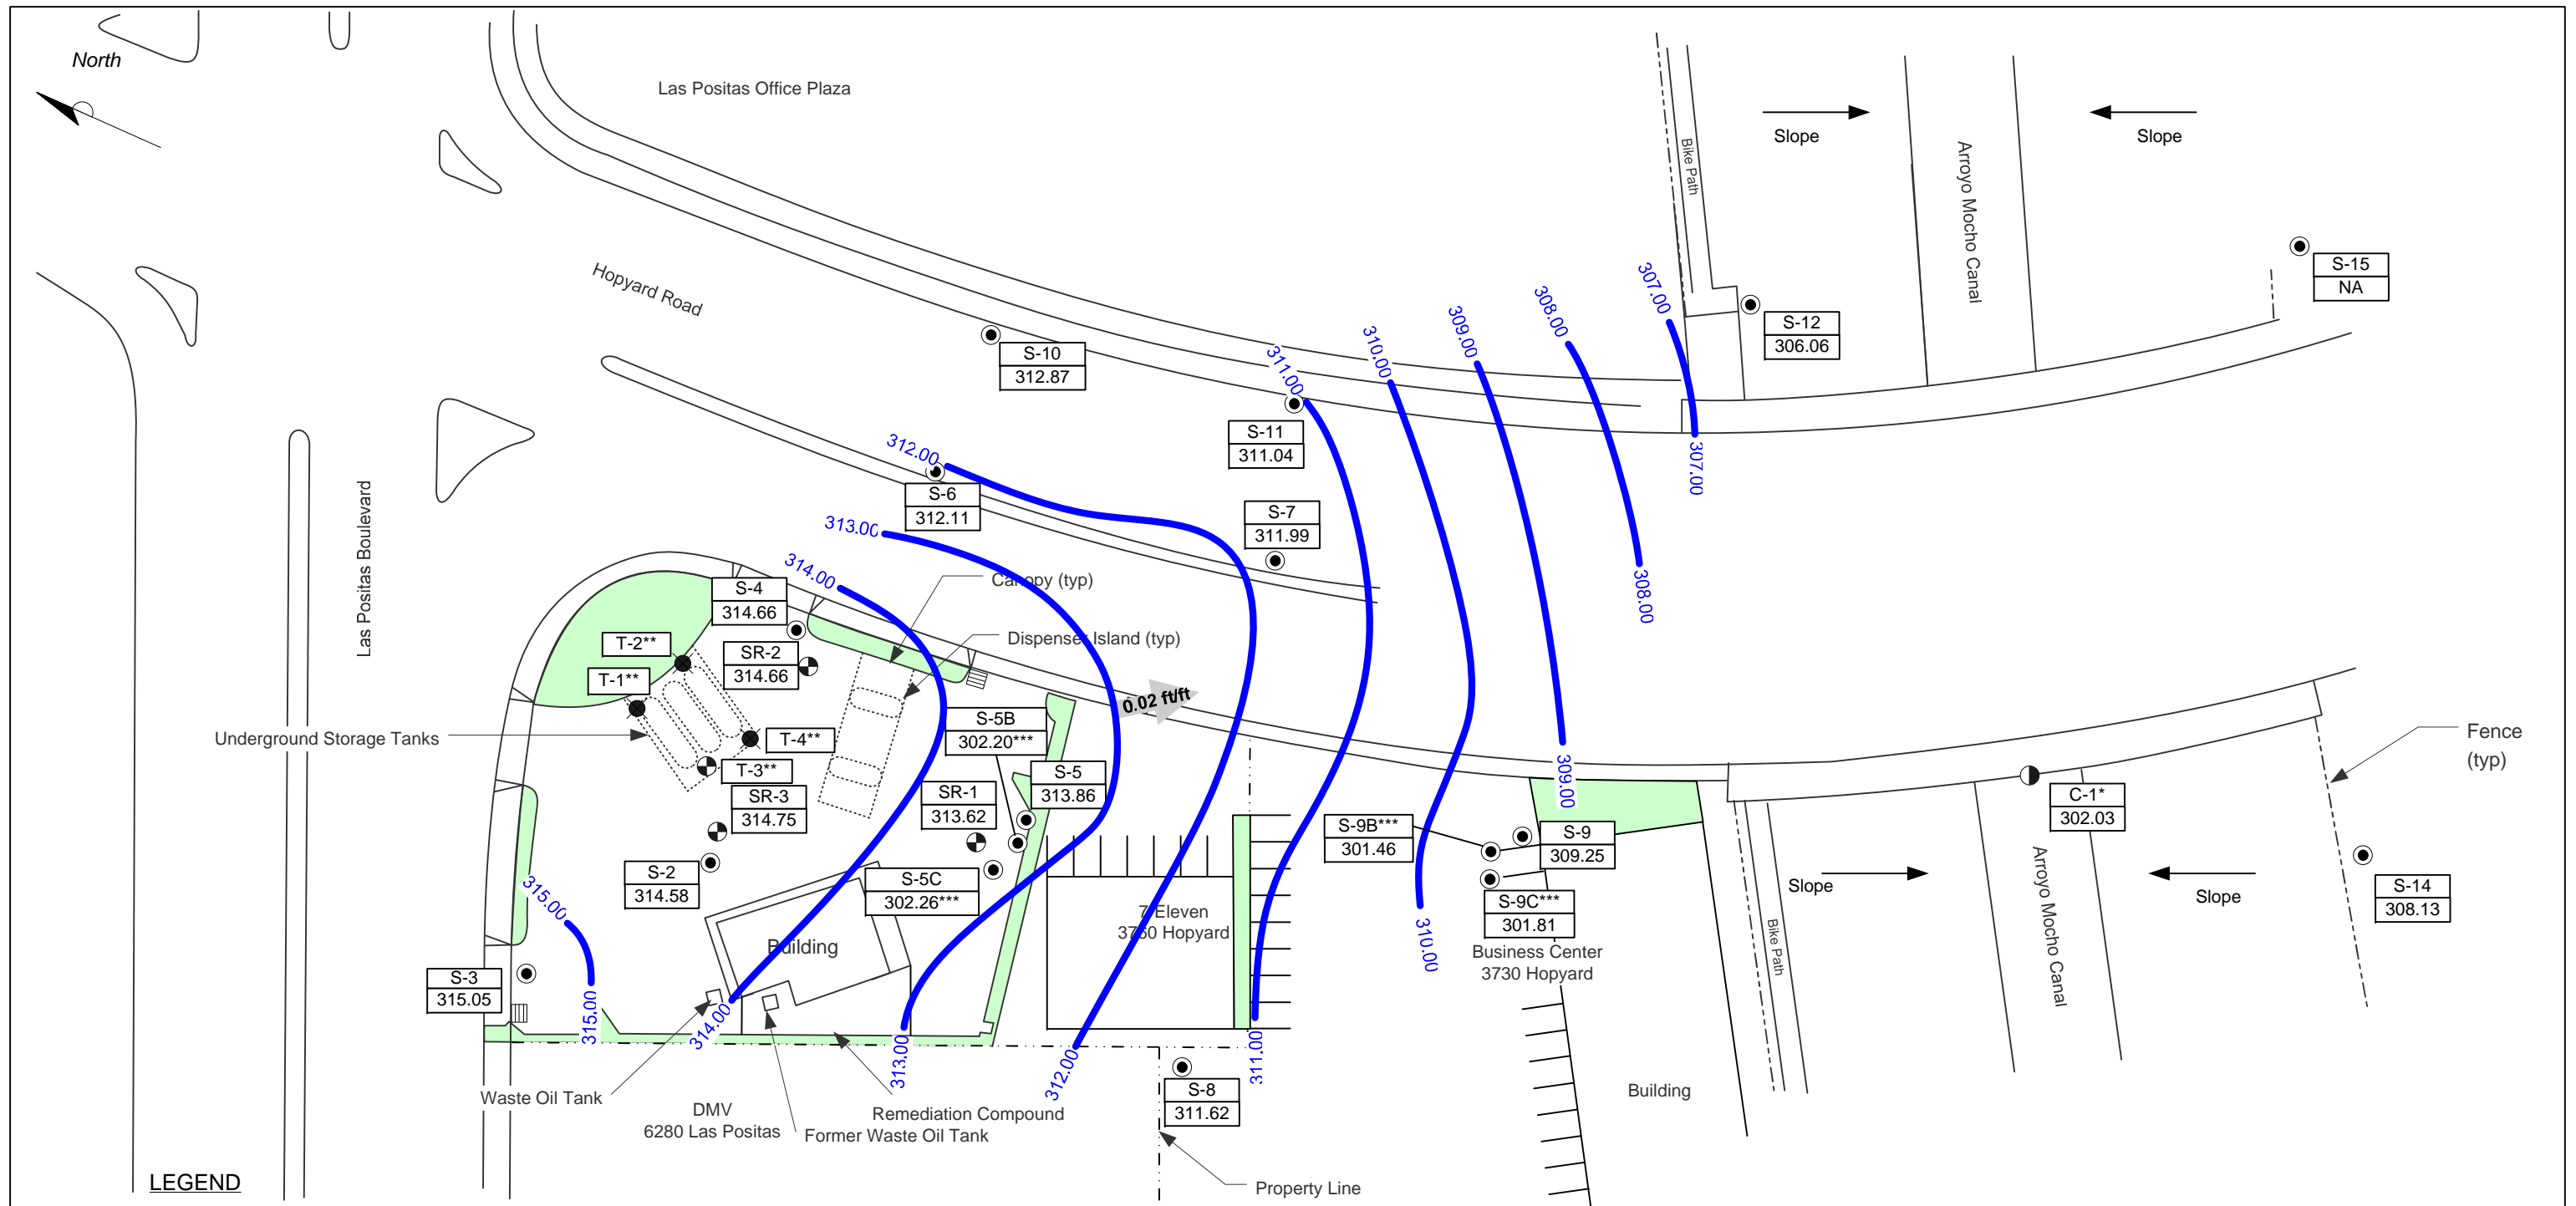 North
Las Positas Office Plaza
Hopyard Road
Las Positas Boulevard
Bike Path
Slope
Arroyo Mocho Canal
Slope
S-15
NA
S-12
306.06
S-10
312.87
S-11
311.04
S-6
312.11
S-7
311.99
307.00
308.00
309.00
310.00
311.00
312.00
313.00
314.00
307.00
308.00
S-4
314.66
Canopy (typ)
T-2**
SR-2
314.66
Dispenser Island (typ)
T-1**
0.02 ft/ft
S-5B
302.20***
Underground Storage Tanks
T-4**
T-3**
S-5
313.86
SR-3
314.75
SR-1
313.62
Fence
(typ)
309.00
C-1*
302.03
S-9B***
301.46
S-9
309.25
S-2
314.58
S-5C
302.26***
S-9C***
301.81
Slope
Slope
S-14
308.13
315.00
7-Eleven
3760 Hopyard
Building
Business Center
3730 Hopyard
310.00
Bike Path
Arroyo Mocho Canal
S-3
315.05
315.00
314.00
313.00
312.00
311.00
S-8
311.62
Building
Waste Oil Tank
DMV
6280 Las Positas
Remediation Compound
Former Waste Oil Tank
Property Line
LEGEND